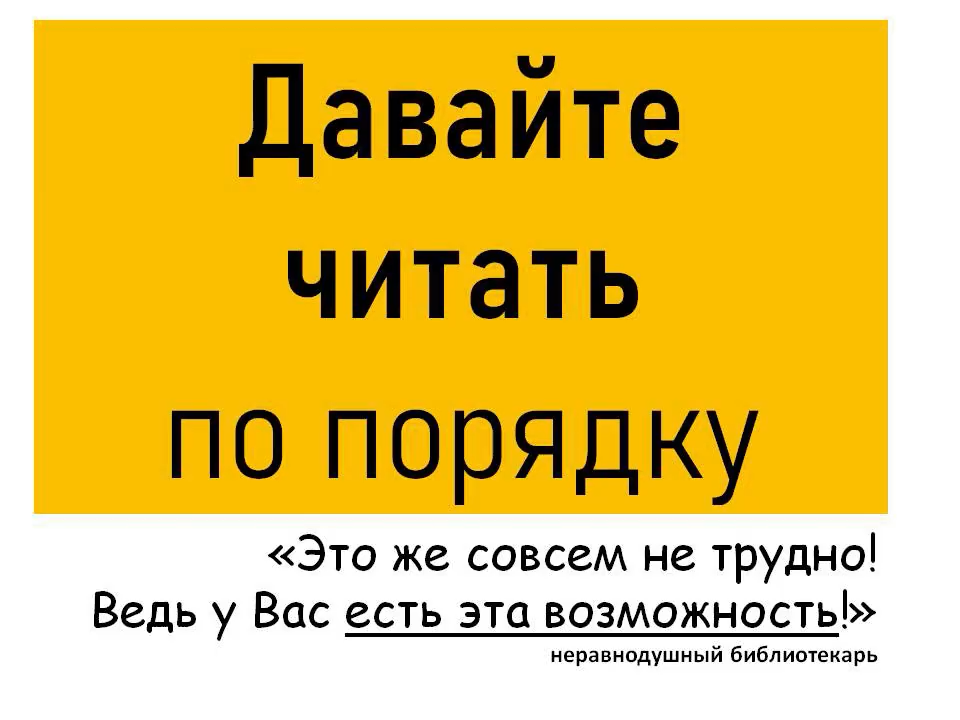 Давайте
читать
по порядку
«Это же совсем не трудно!
Ведь у Вас есть эта возможность!»
неравнодушный библиотекарь